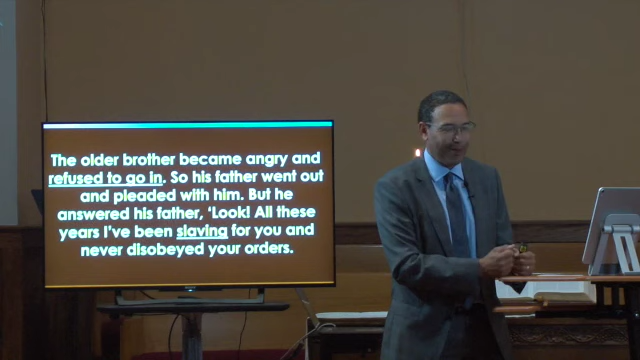 The older brother became angry and
refused to go in. So his father went out
and pleaded with him. But he
answered his father, ‘Look! All these
years I’ve been slaving for you and
never disobeyed your orders.